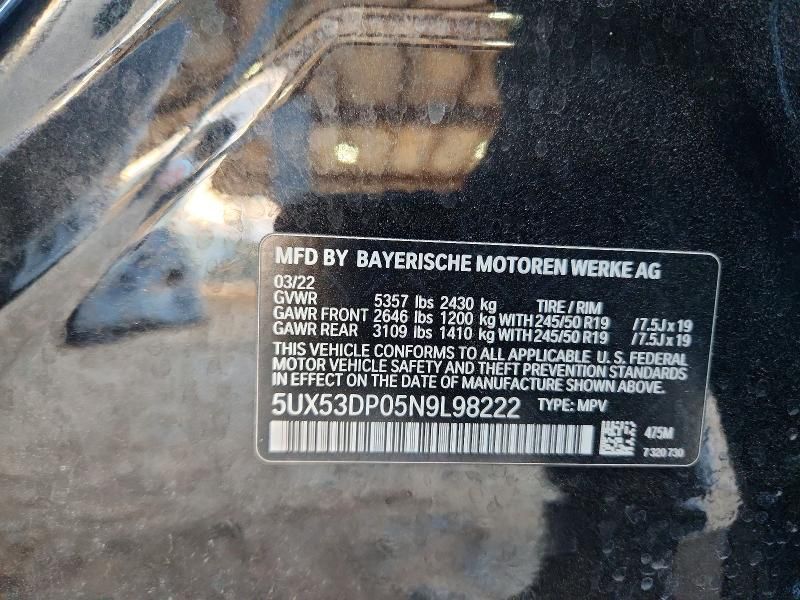 MFD BY BAYERISCHE MOTOREN WERKE AG
03/22
GVWR 5357 lbs 2430 kg TIRE / RIM
GAWR FRONT 2646 lbs 1200 kg WITH 245/50 R19 /7.5J x 19
GAWR REAR 3109 lbs 1410 kg WITH 245/50 R19 /7.5J x 19
THIS VEHICLE CONFORMS TO ALL APPLICABLE U.S. FEDERAL
MOTOR VEHICLE SAFETY AND THEFT PREVENTION STANDARDS
IN EFFECT ON THE DATE OF MANUFACTURE SHOWN ABOVE.
5UX53DP05N9L98222 TYPE: MPV
475M
7 320 730